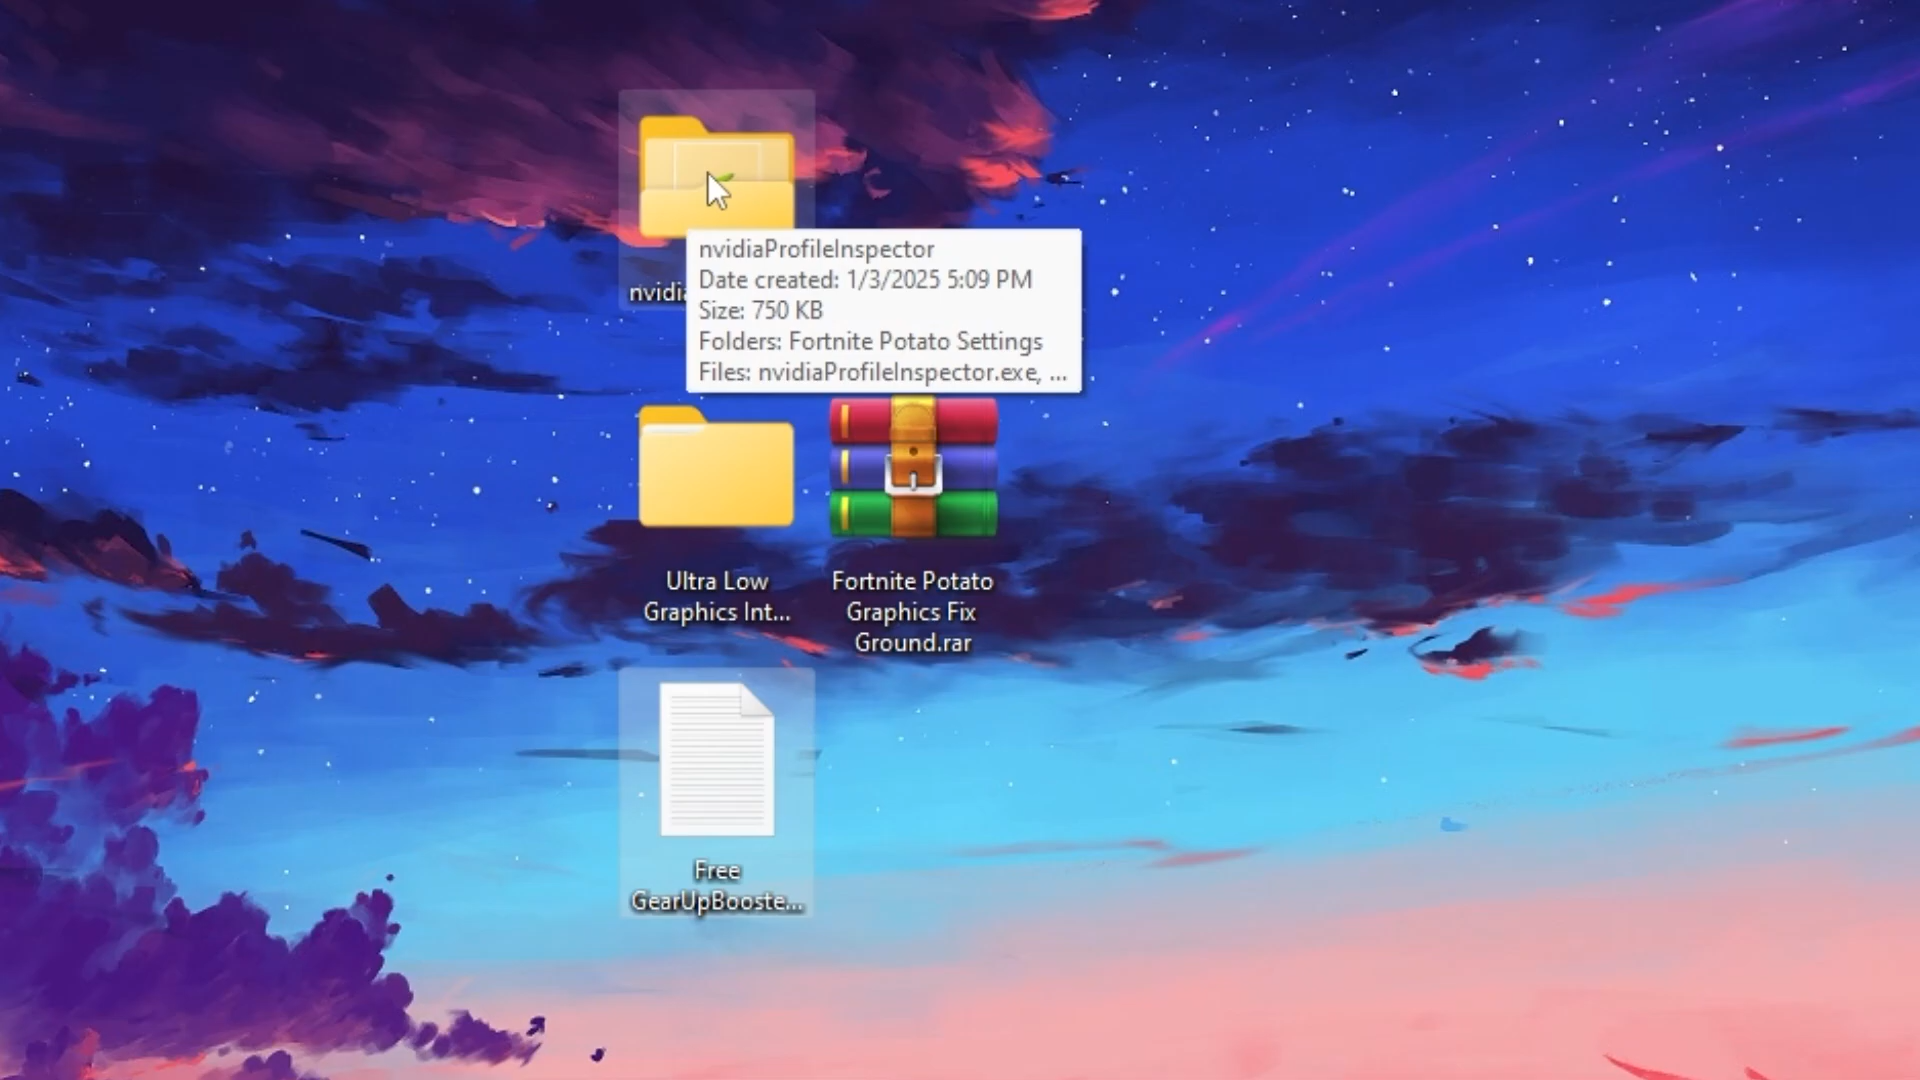 nvidia
nvidiaProfileInspector
Date created: 1/3/2025 5:09 PM
Size: 750 KB
Folders: Fortnite Potato Settings
Files: nvidiaProfileInspector.exe, ...
Ultra Low
Graphics Int...
Fortnite Potato
Graphics Fix
Ground.rar
Free
GearUpBooste...